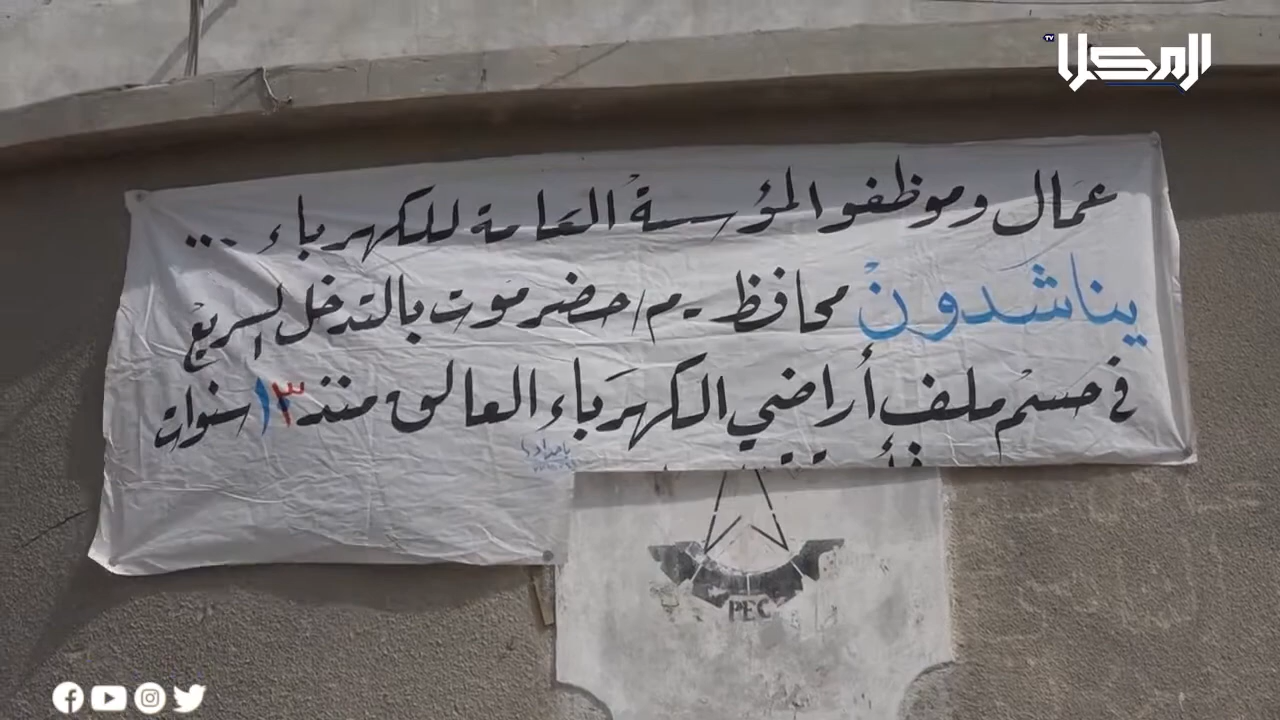 المكلا
TV
عمال وموظفو المؤسسة العامة للكهرباء ...
يناشدون محافظ - م/حضرموت بالتدخل السريع
في حسم ملف أراضي الكهرباء العالق منذ ١٣ سنوات
PEC